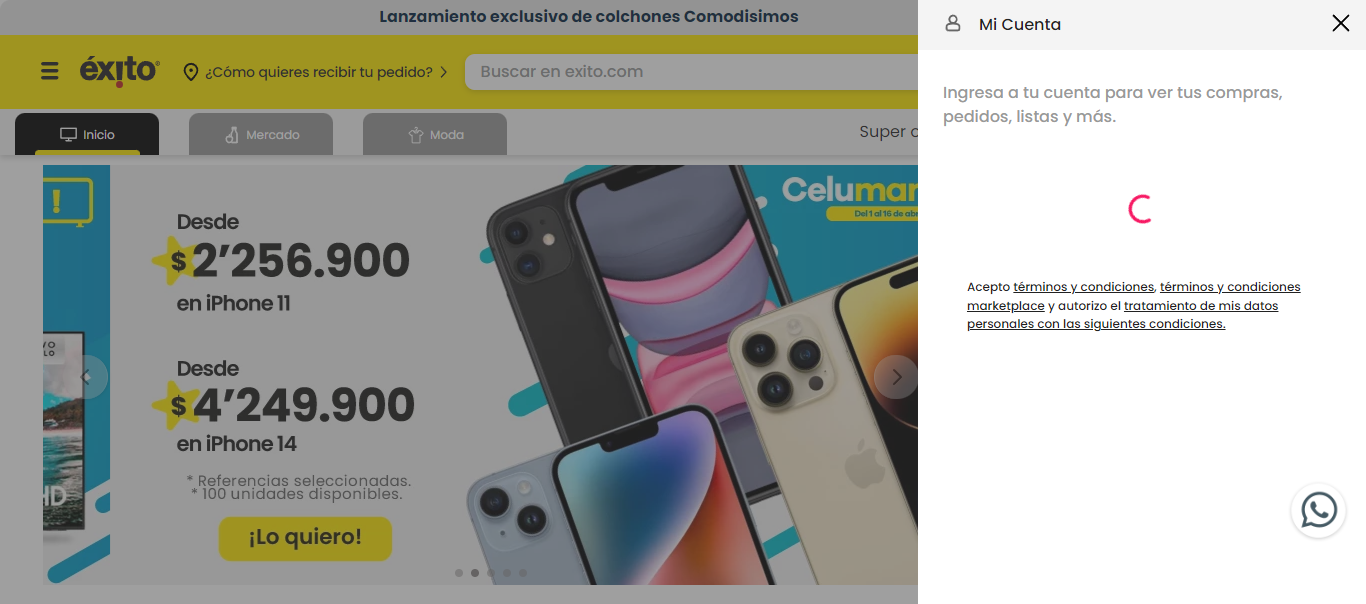 Lanzamiento exclusivo de colchones Comodisimos
Mi Cuenta
éxito
¿Cómo quieres recibir tu pedido?
Buscar en exito.com
Ingresa a tu cuenta para ver tus compras,
pedidos, listas y más.
Inicio
Mercado
Moda
Super
Celumar
Del 1 al 16 de abr
Desde
$2’256.900
en iPhone 11
Desde
$4’249.900
en iPhone 14
* Referencias seleccionadas.
* 100 unidades disponibles.
¡Lo quiero!
HD
Acepto términos y condiciones, términos y condiciones
marketplace y autorizo el tratamiento de mis datos
personales con las siguientes condiciones.